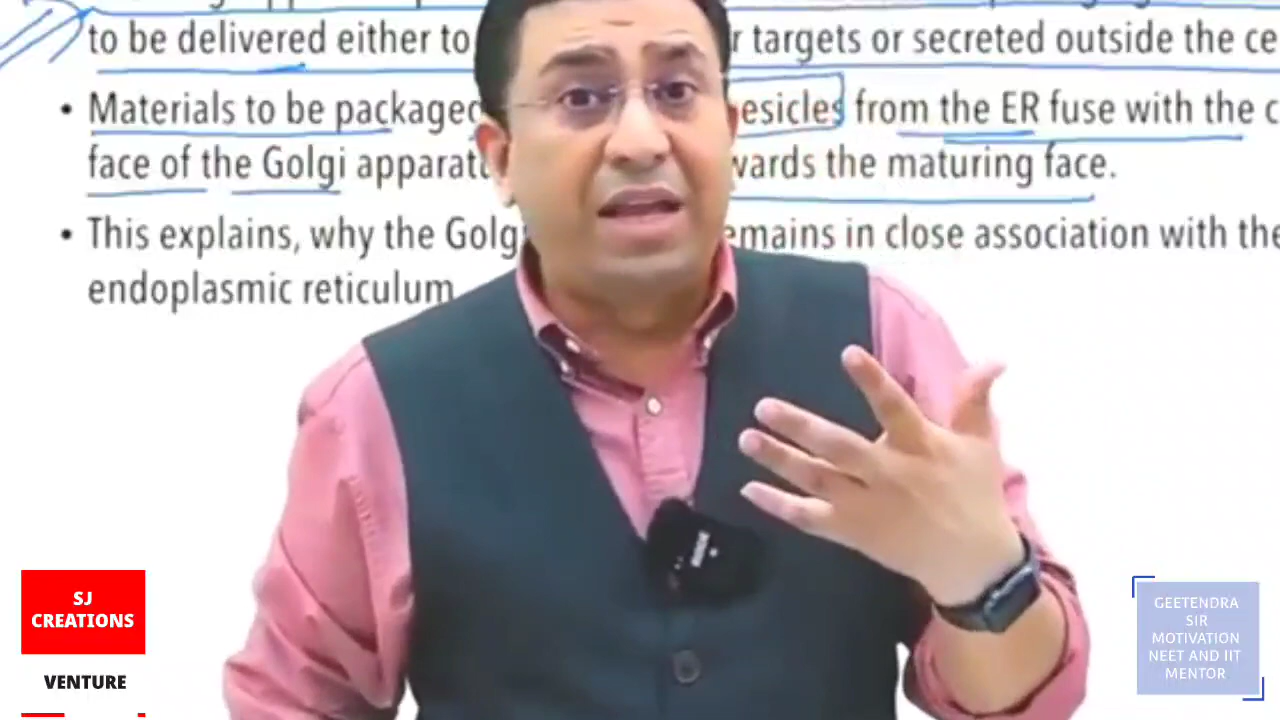 to be delivered either to
r targets or secreted outside the ce
• Materials to be packaged
esicles from the ER fuse with the c
face of the Golgi apparat
wards the maturing face.
• This explains, why the Golg
emains in close association with the
endoplasmic reticulum
SJ
CREATIONS
VENTURE
GEETENDRA
SIR
MOTIVATION
NEET AND IIT
MENTOR